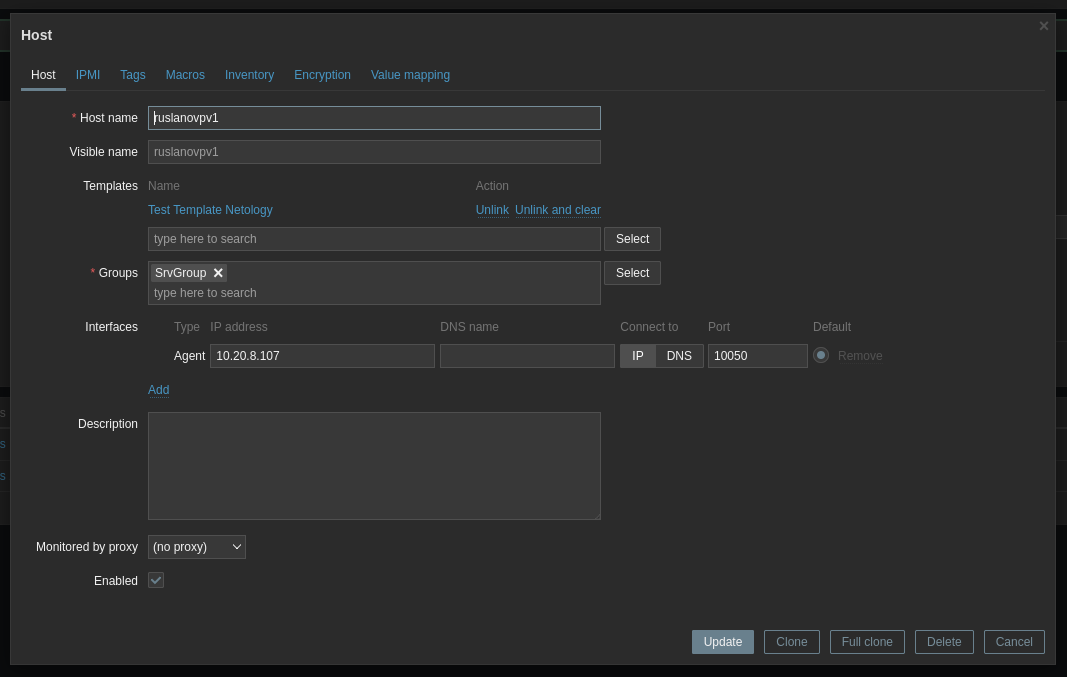 Host
Host IPMI Tags Macros Inventory Encryption Value mapping
* Host name ruslanovpv1
Visible name ruslanovpv1
Templates Name Action
Test Template Netology Unlink Unlink and clear
type here to search Select
* Groups SrvGroup Select
type here to search
Interfaces Type IP address DNS name Connect to Port Default
Agent 10.20.8.107 IP DNS 10050 Remove
Add
s
Description
s
s
Monitored by proxy (no proxy)
Enabled
Update Clone Full clone Delete Cancel